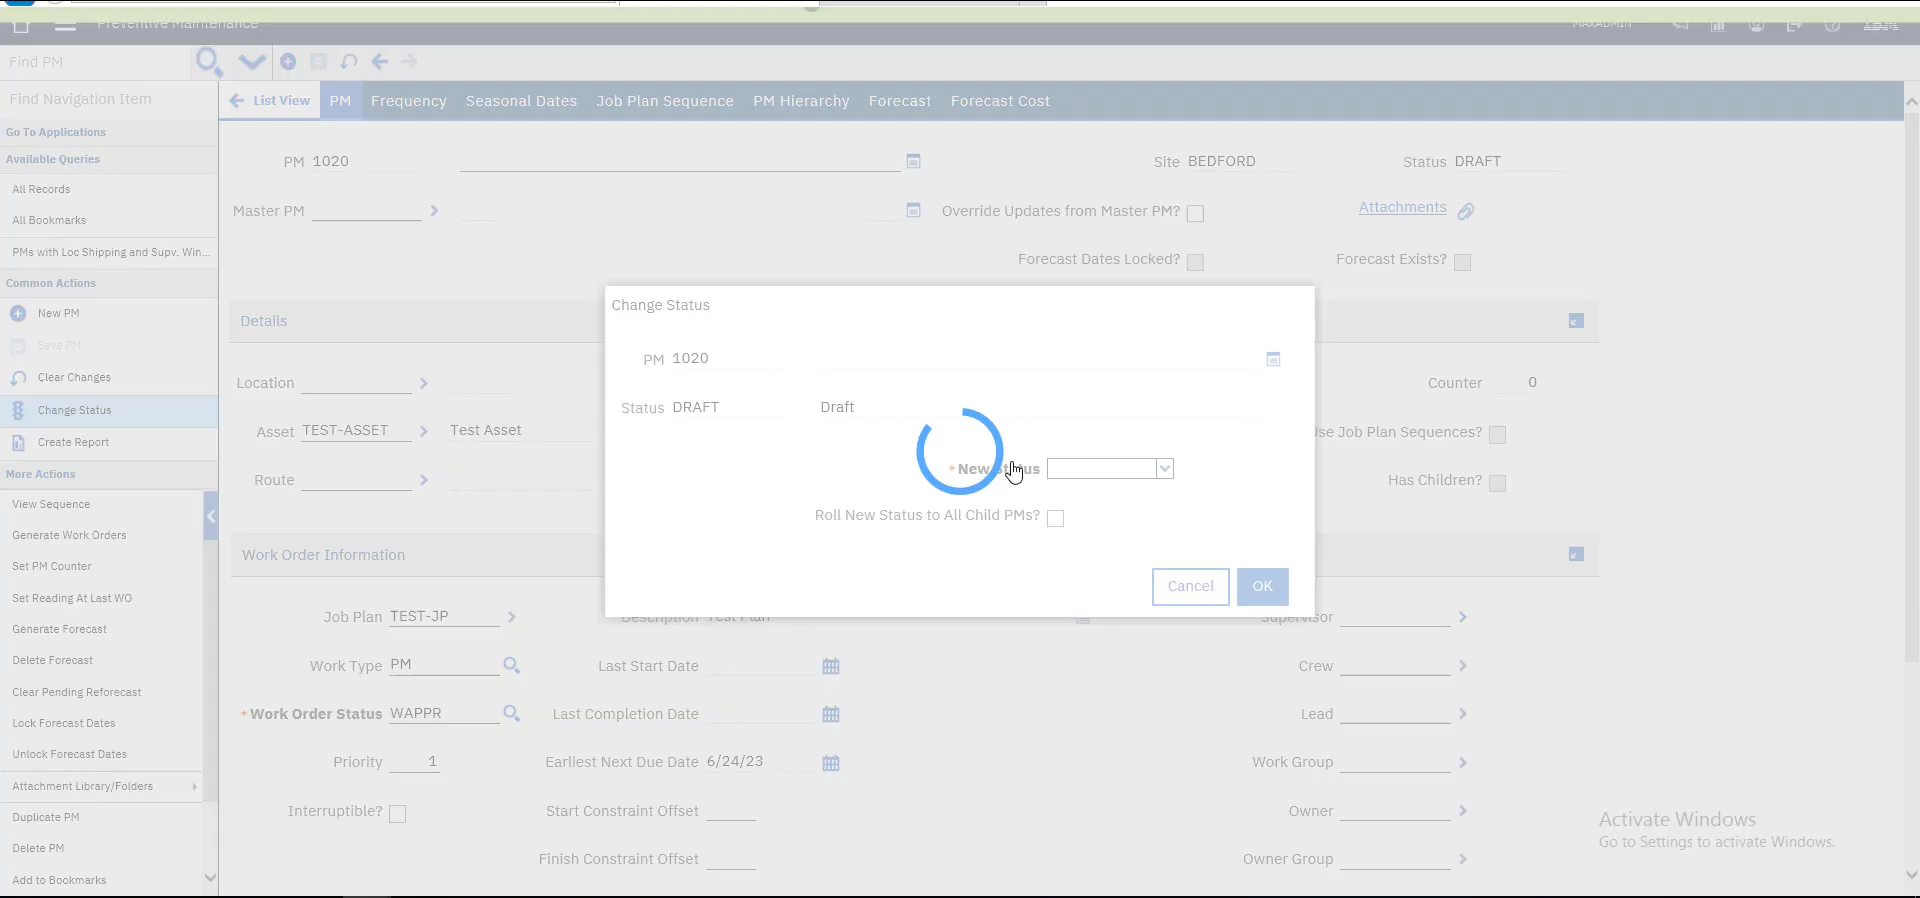 Preventive Maintenance
MAXADMIN
Find PM
Find Navigation Item
List View PM Frequency Seasonal Dates Job Plan Sequence PM Hierarchy Forecast Forecast Cost
Go To Applications
Available Queries
All Records
All Bookmarks
PMs with Loc Shipping and Supv. Win...
Common Actions
New PM
Save PM
Clear Changes
Change Status
Create Report
More Actions
View Sequence
Generate Work Orders
Set PM Counter
Set Reading At Last WO
Generate Forecast
Delete Forecast
Clear Pending Reforecast
Lock Forecast Dates
Unlock Forecast Dates
Attachment Library/Folders
Duplicate PM
Delete PM
Add to Bookmarks
PM 1020 Site BEDFORD Status DRAFT
Master PM Override Updates from Master PM? Attachments
Forecast Dates Locked? Forecast Exists?
Details
Location Counter 0
Asset TEST-ASSET Test Asset Use Job Plan Sequences?
Route Has Children?
Change Status
PM 1020
Status DRAFT Draft
* New Status
Roll New Status to All Child PMs?
Cancel OK
Work Order Information
Job Plan TEST-JP Description Test Plan Supervisor
Work Type PM Last Start Date Crew
* Work Order Status WAPPR Last Completion Date Lead
Priority 1 Earliest Next Due Date 6/24/23 Work Group
Interruptible? Start Constraint Offset Owner
Finish Constraint Offset Owner Group
Activate Windows
Go to Settings to activate Windows.